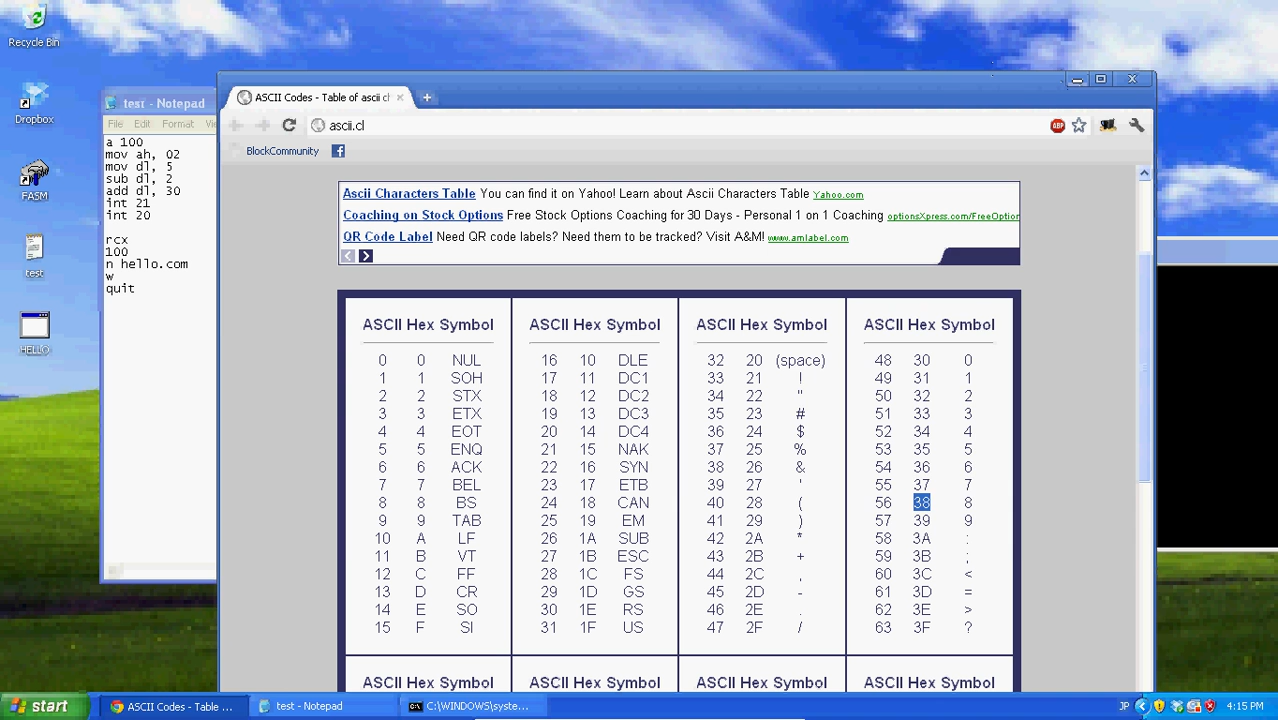 Recycle Bin
Dropbox
FASM
test
HELLO
test - Notepad
File Edit Format
a 100
mov ah, 02
mov dl, 5
sub dl, 2
add dl, 30
int 21
int 20
rcx
100
n hello.com
w
quit
ASCII Codes - Table of ascii cl
ascii.cl
ABP
BlockCommunity
Ascii Characters Table You can find it on Yahoo! Learn about Ascii Characters Table Yahoo.com
Coaching on Stock Options Free Stock Options Coaching for 30 Days - Personal 1 on 1 Coaching optionsXpress.com/FreeOption
QR Code Label Need QR code labels? Need them to be tracked? Visit A&M! www.amlabel.com
ASCII Hex Symbol ASCII Hex Symbol ASCII Hex Symbol ASCII Hex Symbol
0 0 NUL 16 10 DLE 32 20 (space) 48 30 0
1 1 SOH 17 11 DC1 33 21 ! 49 31 1
2 2 STX 18 12 DC2 34 22 " 50 32 2
3 3 ETX 19 13 DC3 35 23 # 51 33 3
4 4 EOT 20 14 DC4 36 24 $ 52 34 4
5 5 ENQ 21 15 NAK 37 25 % 53 35 5
6 6 ACK 22 16 SYN 38 26 & 54 36 6
7 7 BEL 23 17 ETB 39 27 ' 55 37 7
8 8 BS 24 18 CAN 40 28 ( 56 38 8
9 9 TAB 25 19 EM 41 29 ) 57 39 9
10 A LF 26 1A SUB 42 2A * 58 3A :
11 B VT 27 1B ESC 43 2B + 59 3B ;
12 C FF 28 1C FS 44 2C , 60 3C <
13 D CR 29 1D GS 45 2D - 61 3D =
14 E SO 30 1E RS 46 2E . 62 3E >
15 F SI 31 1F US 47 2F / 63 3F ?
ASCII Hex Symbol ASCII Hex Symbol ASCII Hex Symbol ASCII Hex Symbol
start
ASCII Codes - Table ...
test - Notepad
C:\WINDOWS\syste...
JP
4:15 PM